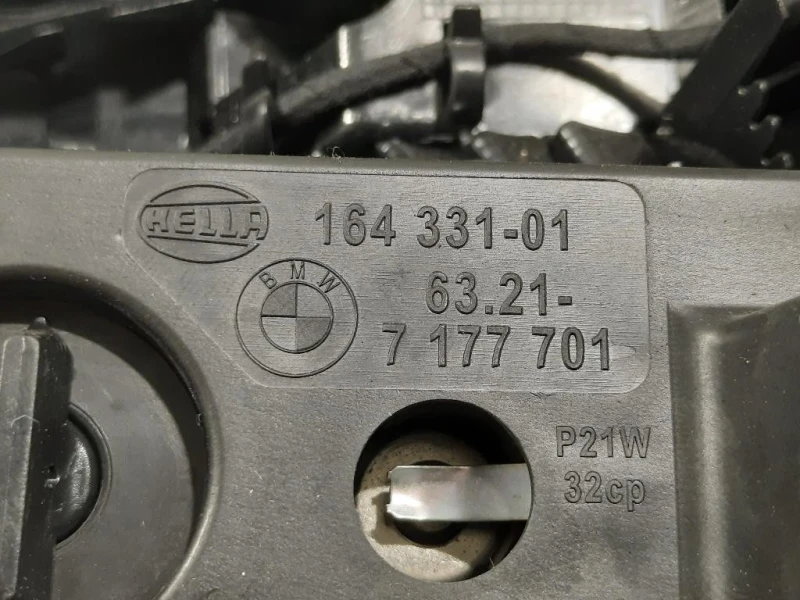 HELLA 164 331-01
BMW 63.21-
7 177 701
P21W
32cp